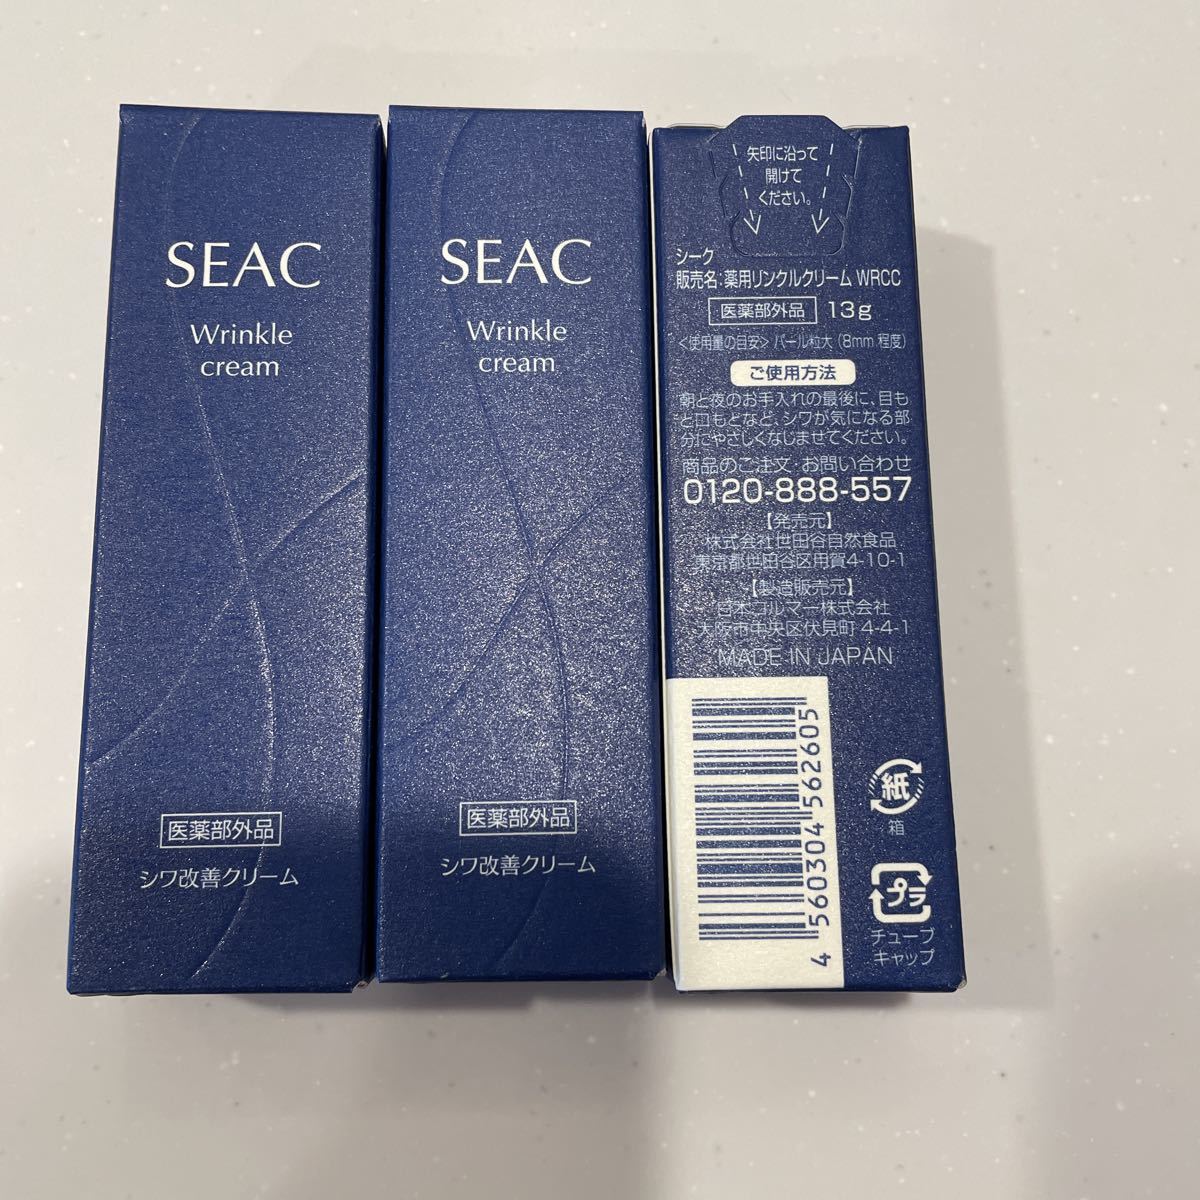 SEAC
Wrinkle
cream
医薬部外品
シワ改善クリーム
SEAC
Wrinkle
cream
医薬部外品
シワ改善クリーム
矢印に沿って
開けて
ください。
シーク
販売名:薬用リンクルクリーム WRCC
医薬部外品 13g
<使用量の目安> パール粒大(8mm 程度)
ご使用方法
朝と夜のお手入れの最後に、目も
と口もとなど、シワが気になる部
分にやさしくなじませてください。
商品のご注文・お問い合わせ
0120-888-557
【発売元】
株式会社世田谷自然食品
東京都世田谷区用賀4-10-1
【製造販売元】
日本コルマー株式会社
大阪市中央区伏見町 4-4-1
MADE IN JAPAN
4 560304 562605
紙
箱
プラ
チューブ
キャップ